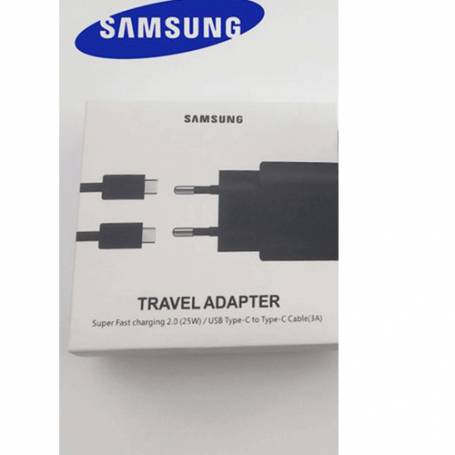 SAMSUNG
SAMSUNG
TRAVEL ADAPTER
Super Fast charging 2.0 (25W) / USB Type-C to Type-C Cable(3A)